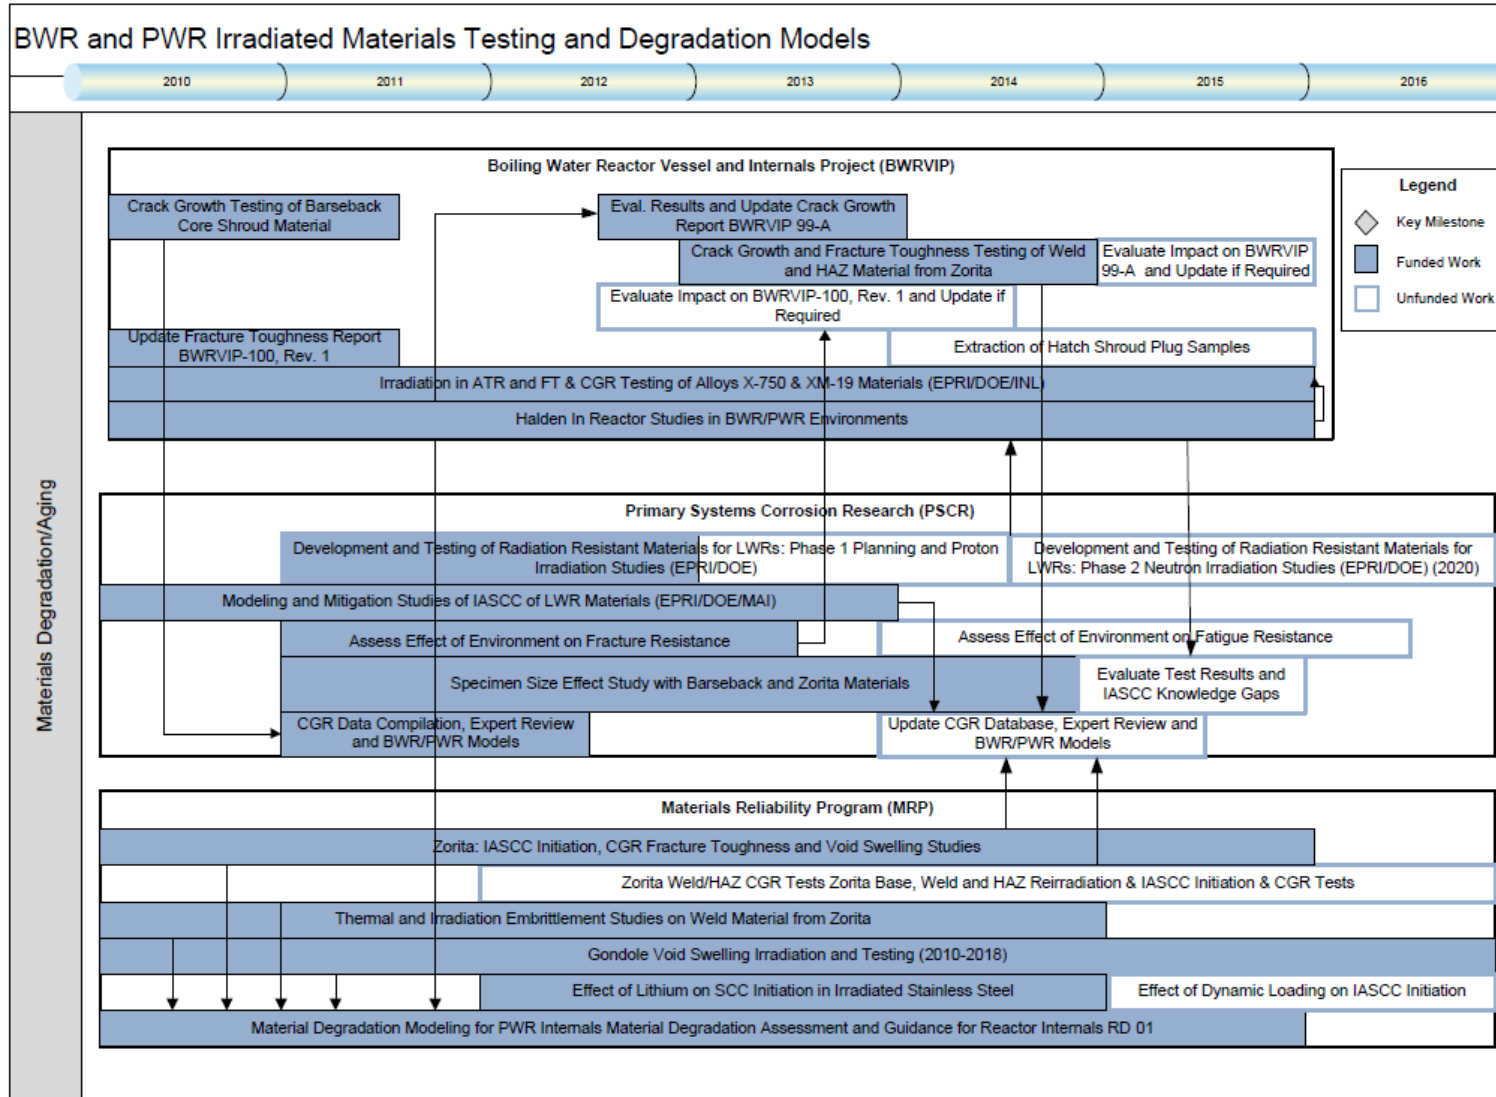 BWR and PWR Irradiated Materials Testing and Degradation Models
2010
2011
2012
2013
2014
2015
2016
Materials Degradation/Aging
Boiling Water Reactor Vessel and Internals Project (BWRVIP)
Crack Growth Testing of Barseback
Core Shroud Material
Eval. Results and Update Crack Growth
Report BWRVIP 99-A
Crack Growth and Fracture Toughness Testing of Weld
and HAZ Material from Zorita
Evaluate Impact on BWRVIP
99-A and Update if Required
Evaluate Impact on BWRVIP-100, Rev. 1 and Update if
Required
Update Fracture Toughness Report
BWRVIP-100, Rev. 1
Extraction of Hatch Shroud Plug Samples
Irradiation in ATR and FT & CGR Testing of Alloys X-750 & XM-19 Materials (EPRI/DOE/INL)
Halden In Reactor Studies in BWR/PWR Environments
Legend
Key Milestone
Funded Work
Unfunded Work
Primary Systems Corrosion Research (PSCR)
Development and Testing of Radiation Resistant Materials for LWRs: Phase 1 Planning and Proton
Irradiation Studies (EPRI/DOE)
Development and Testing of Radiation Resistant Materials for
LWRs: Phase 2 Neutron Irradiation Studies (EPRI/DOE) (2020)
Modeling and Mitigation Studies of IASCC of LWR Materials (EPRI/DOE/MAI)
Assess Effect of Environment on Fracture Resistance
Assess Effect of Environment on Fatigue Resistance
Specimen Size Effect Study with Barseback and Zorita Materials
Evaluate Test Results and
IASCC Knowledge Gaps
CGR Data Compilation, Expert Review
and BWR/PWR Models
Update CGR Database, Expert Review and
BWR/PWR Models
Materials Reliability Program (MRP)
Zorita: IASCC Initiation, CGR Fracture Toughness and Void Swelling Studies
Zorita Weld/HAZ CGR Tests Zorita Base, Weld and HAZ Reirradiation & IASCC Initiation & CGR Tests
Thermal and Irradiation Embrittlement Studies on Weld Material from Zorita
Gondole Void Swelling Irradiation and Testing (2010-2018)
Effect of Lithium on SCC Initiation in Irradiated Stainless Steel
Effect of Dynamic Loading on IASCC Initiation
Material Degradation Modeling for PWR Internals Material Degradation Assessment and Guidance for Reactor Internals RD 01